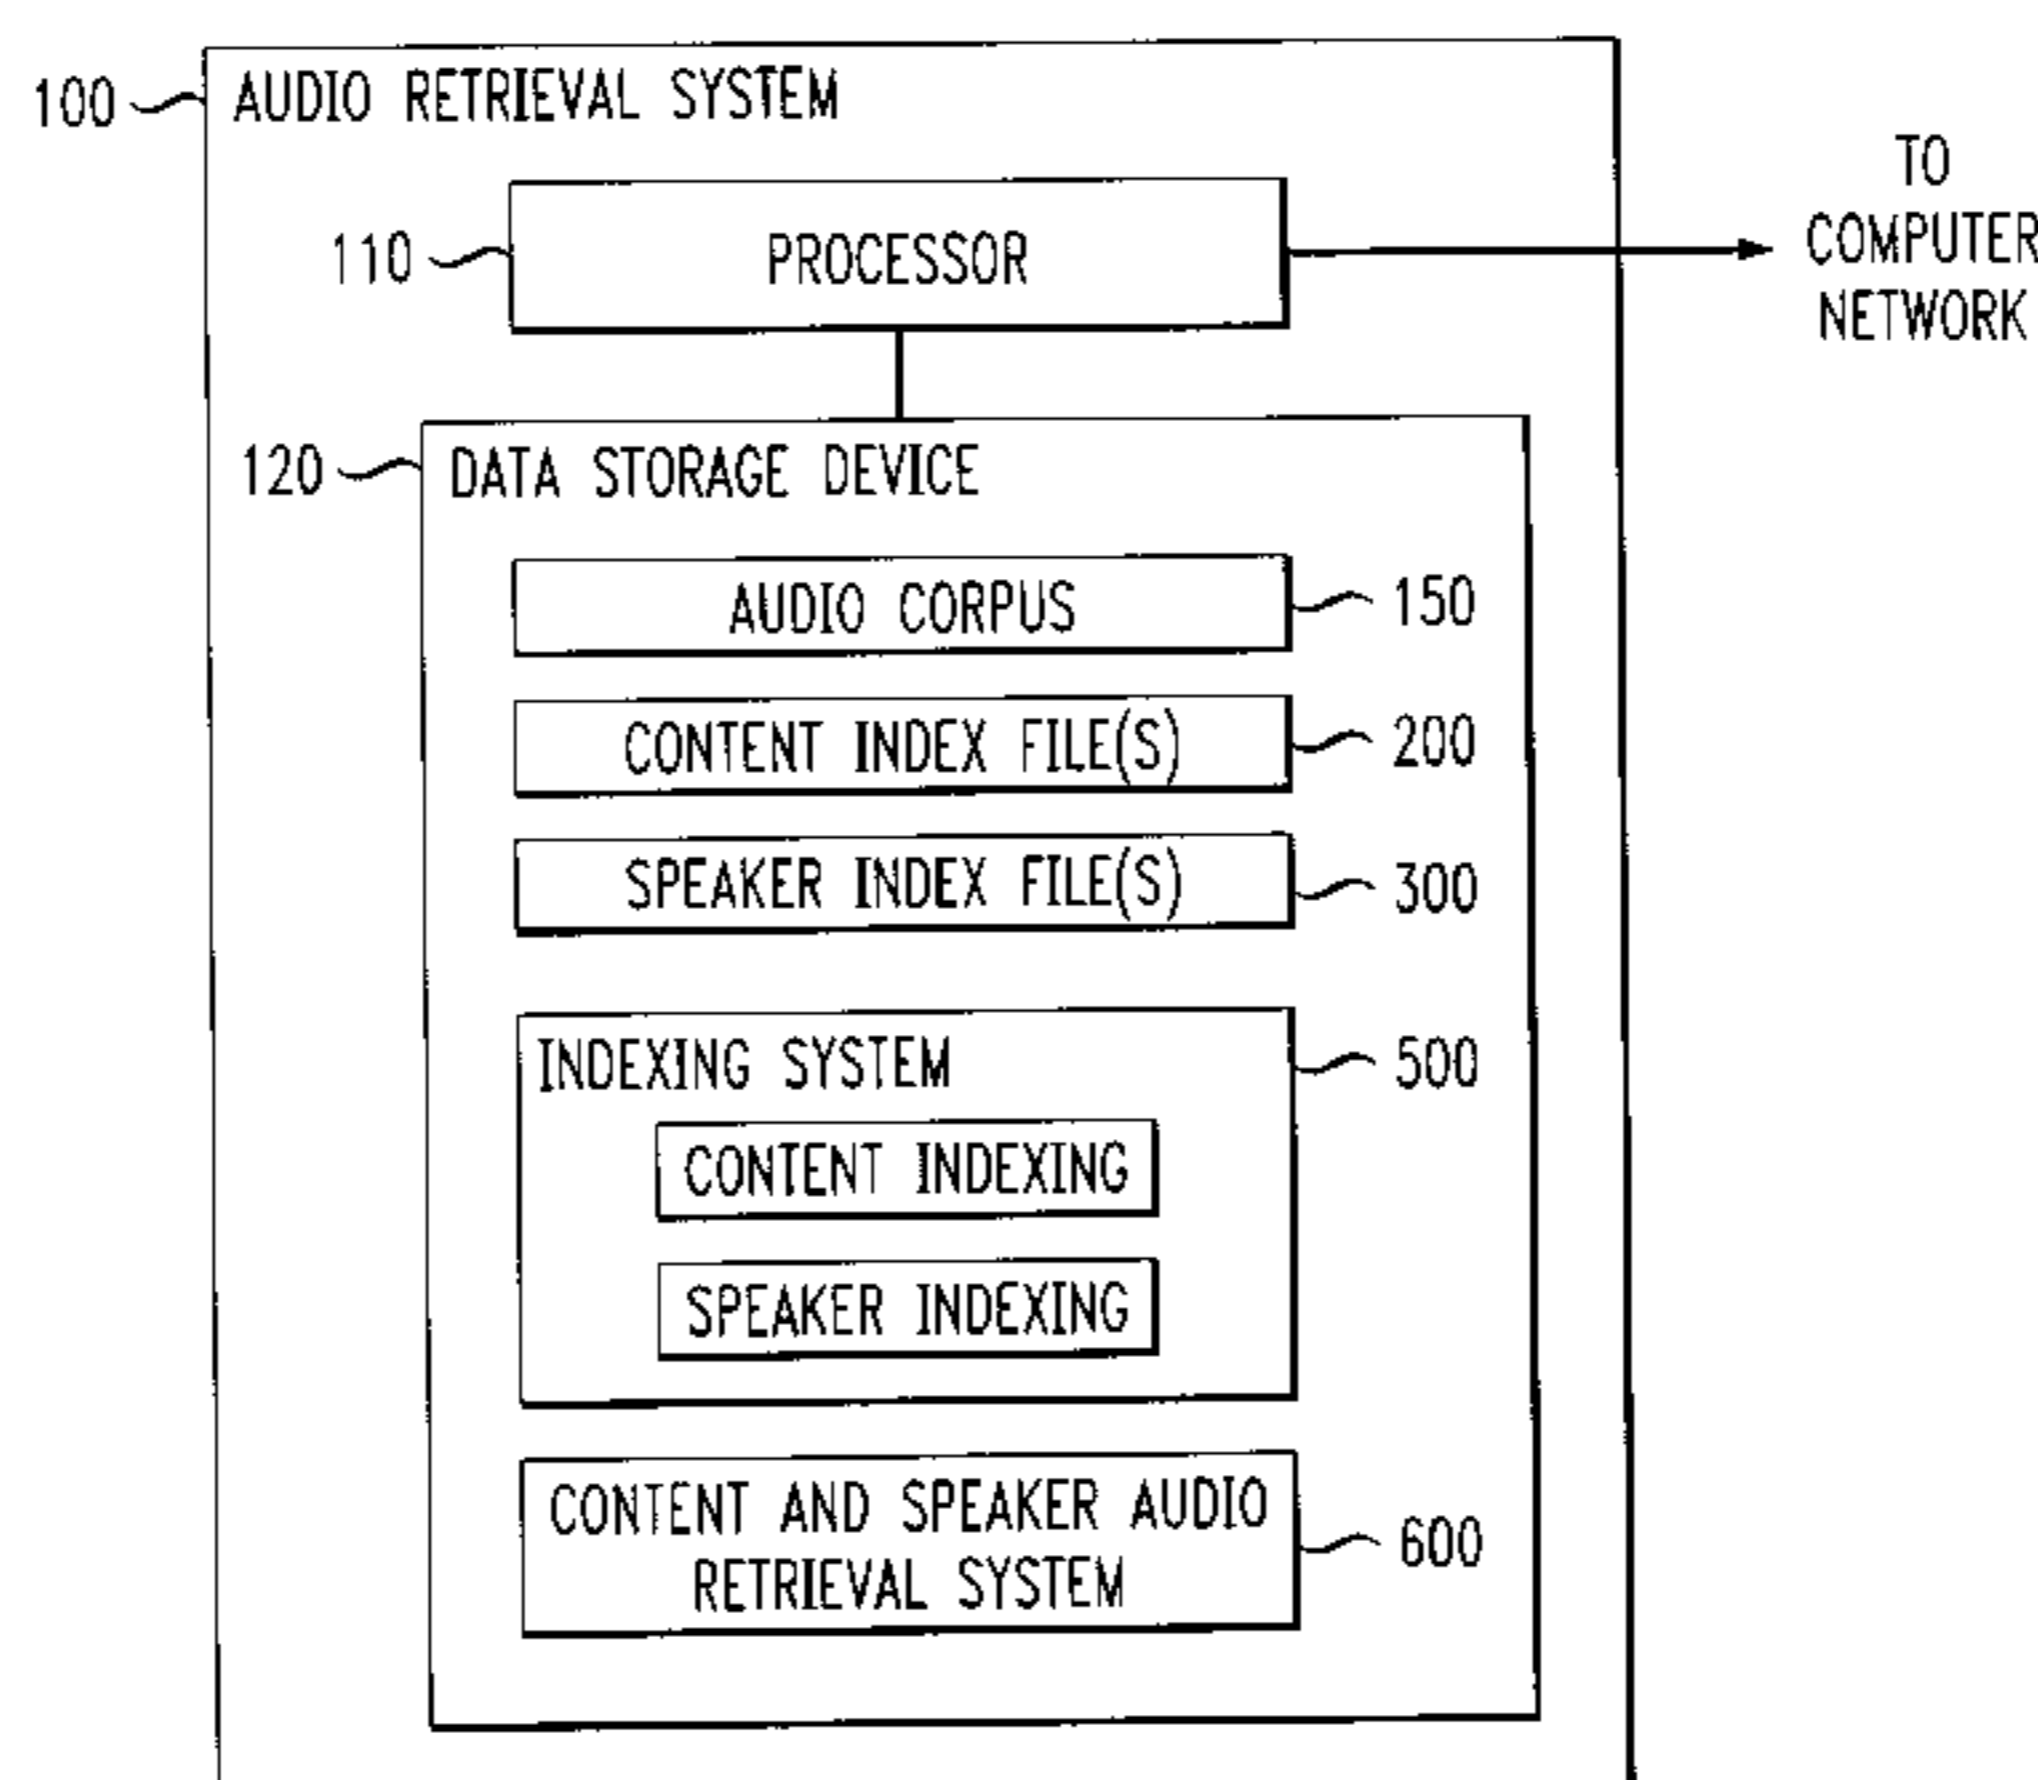 100
AUDIO RETRIEVAL SYSTEM
TO
COMPUTER
NETWORK
110
PROCESSOR
120
DATA STORAGE DEVICE
AUDIO CORPUS
150
CONTENT INDEX FILE(S)
200
SPEAKER INDEX FILE(S)
300
INDEXING SYSTEM
500
CONTENT INDEXING
SPEAKER INDEXING
CONTENT AND SPEAKER AUDIO
RETRIEVAL SYSTEM
600